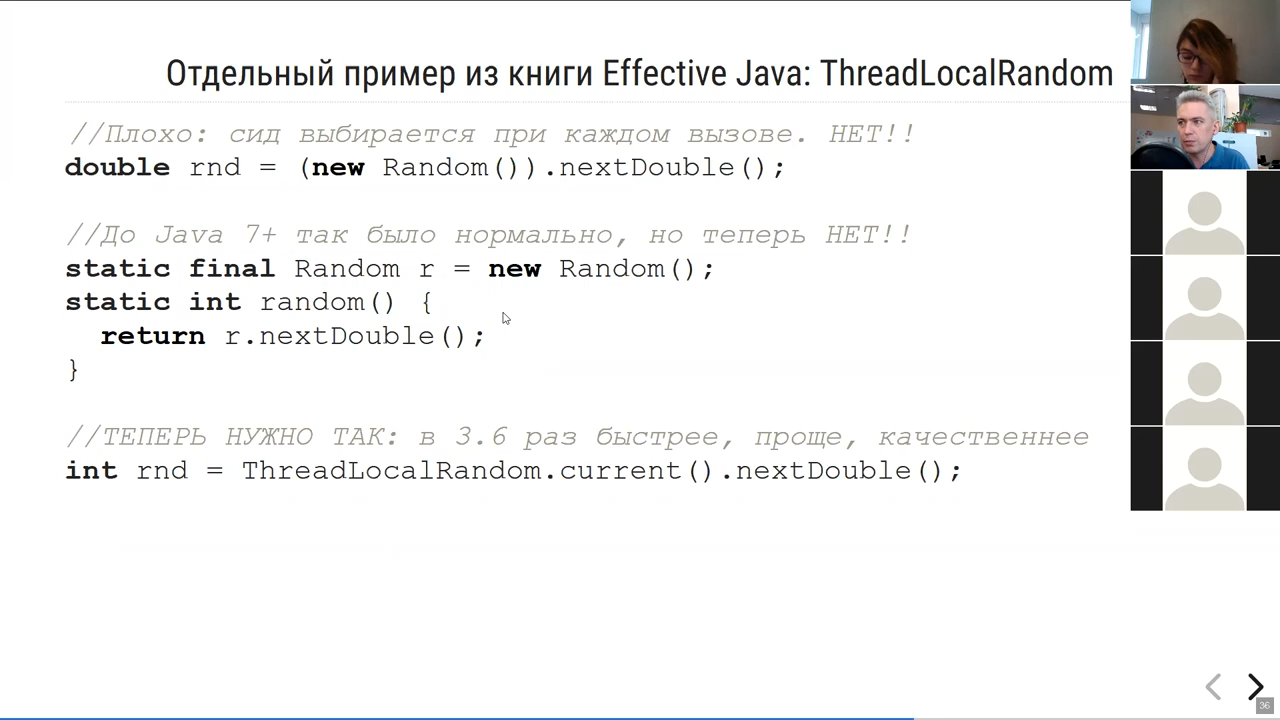 Отдельный пример из книги Effective Java: ThreadLocalRandom
//Плохо: сид выбирается при каждом вызове. НЕТ!!
double rnd = (new Random()).nextDouble();
//До Java 7+ так было нормально, но теперь НЕТ!!
static final Random r = new Random();
static int random() {
return r.nextDouble();
}
//ТЕПЕРЬ НУЖНО ТАК: в 3.6 раз быстрее, проще, качественнее
int rnd = ThreadLocalRandom.current().nextDouble();
36